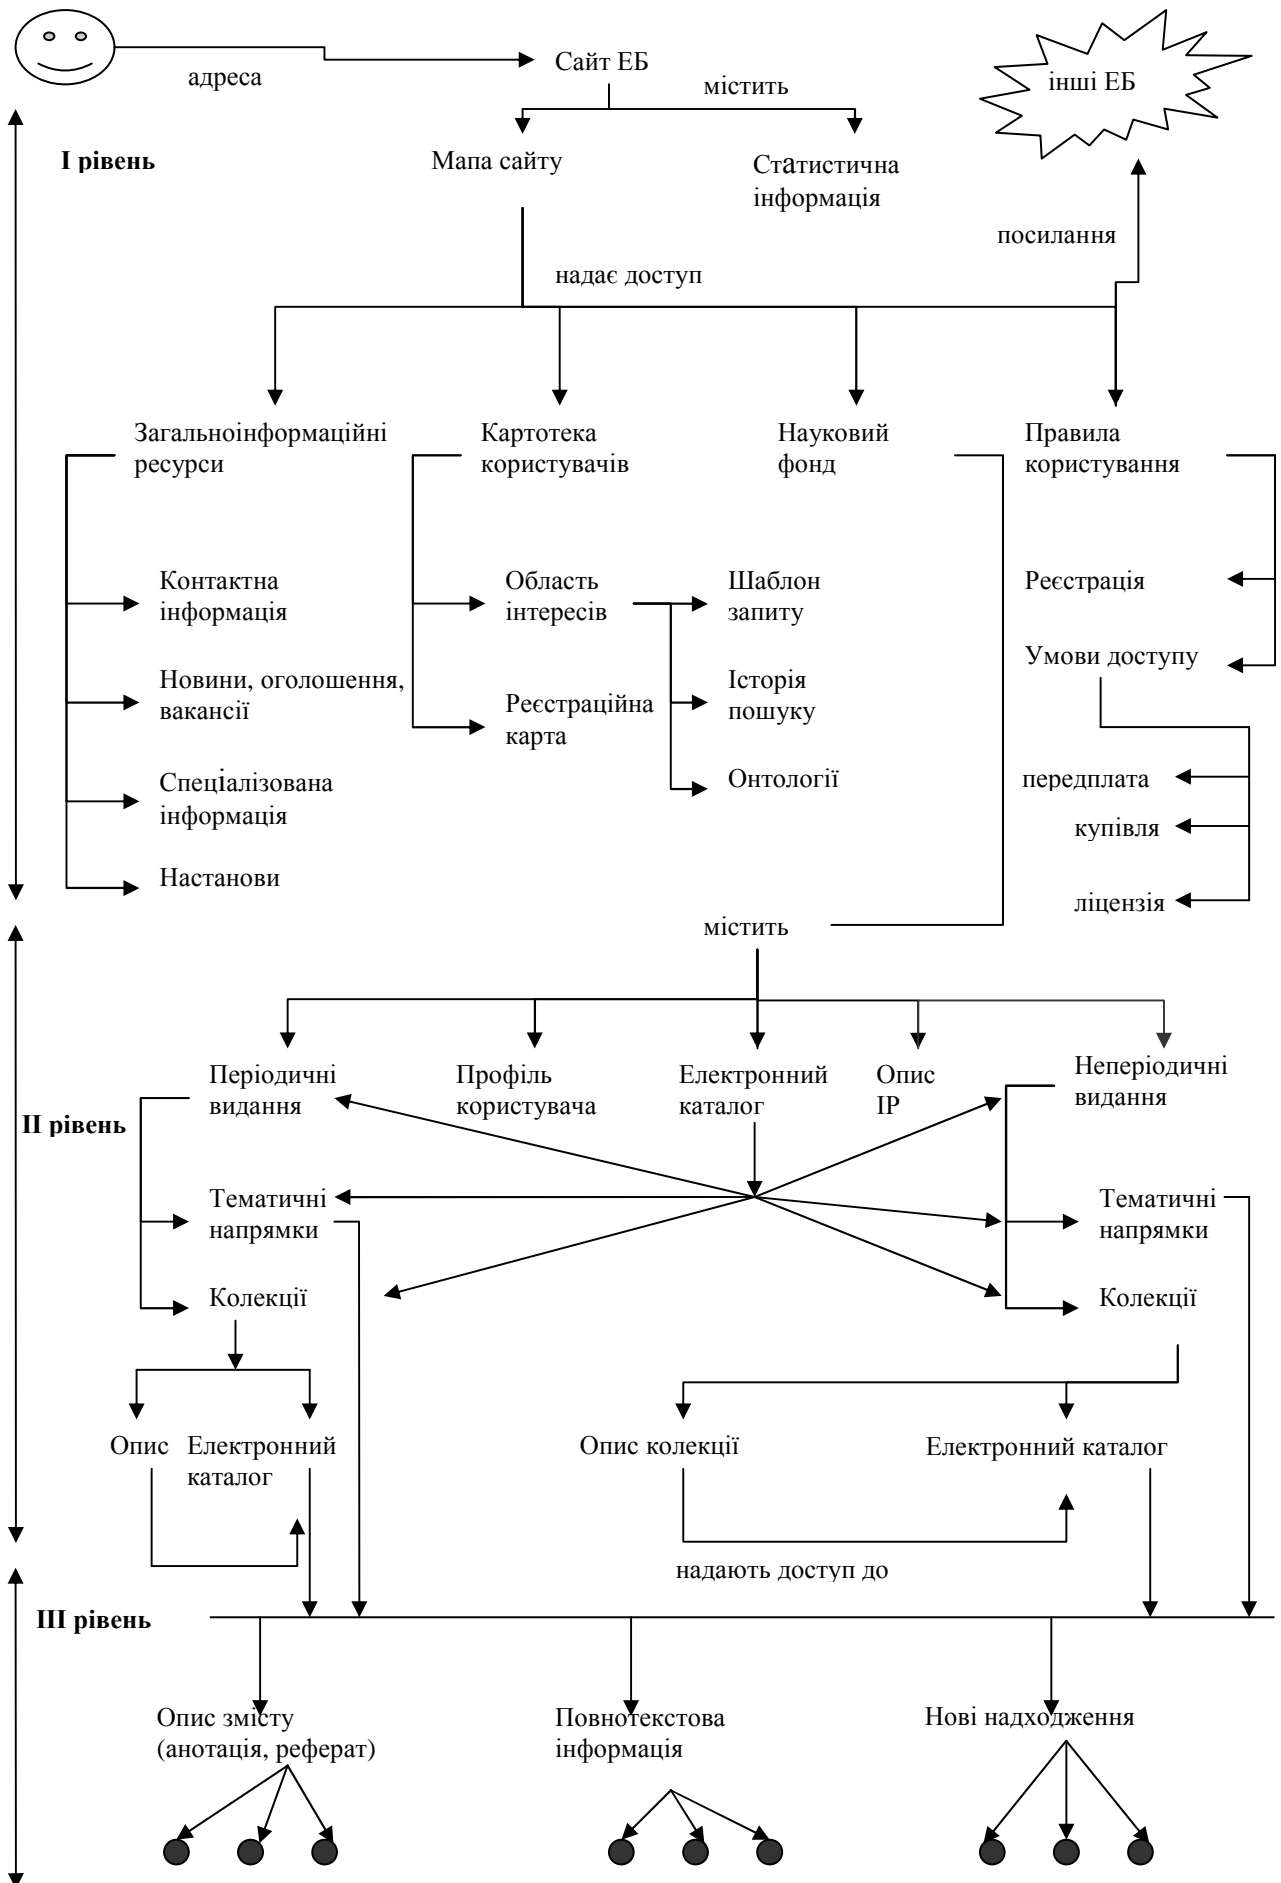 адреса
Сайт ЕБ
містить
інші ЕБ
І рівень
Мапа сайту
Статистична
інформація
посилання
надає доступ
Загальноінформаційні
ресурси
Картотека
користувачів
Науковий
фонд
Правила
користування
Контактна
інформація
Область
інтересів
Шаблон
запиту
Реєстрація
Новини, оголошення,
вакансії
Реєстраційна
карта
Історія
пошуку
Умови доступу
Спеціалізована
інформація
Онтології
передплата
купівля
Настанови
ліцензія
містить
Періодичні
видання
Профіль
користувача
Електронний
каталог
Опис
ІР
Неперіодичні
видання
ІІ рівень
Тематичні
напрямки
Тематичні
напрямки
Колекції
Колекції
Опис
Електронний
каталог
Опис колекції
Електронний каталог
надають доступ до
ІІІ рівень
Опис змісту
(анотація, реферат)
Повнотекстова
інформація
Нові надходження